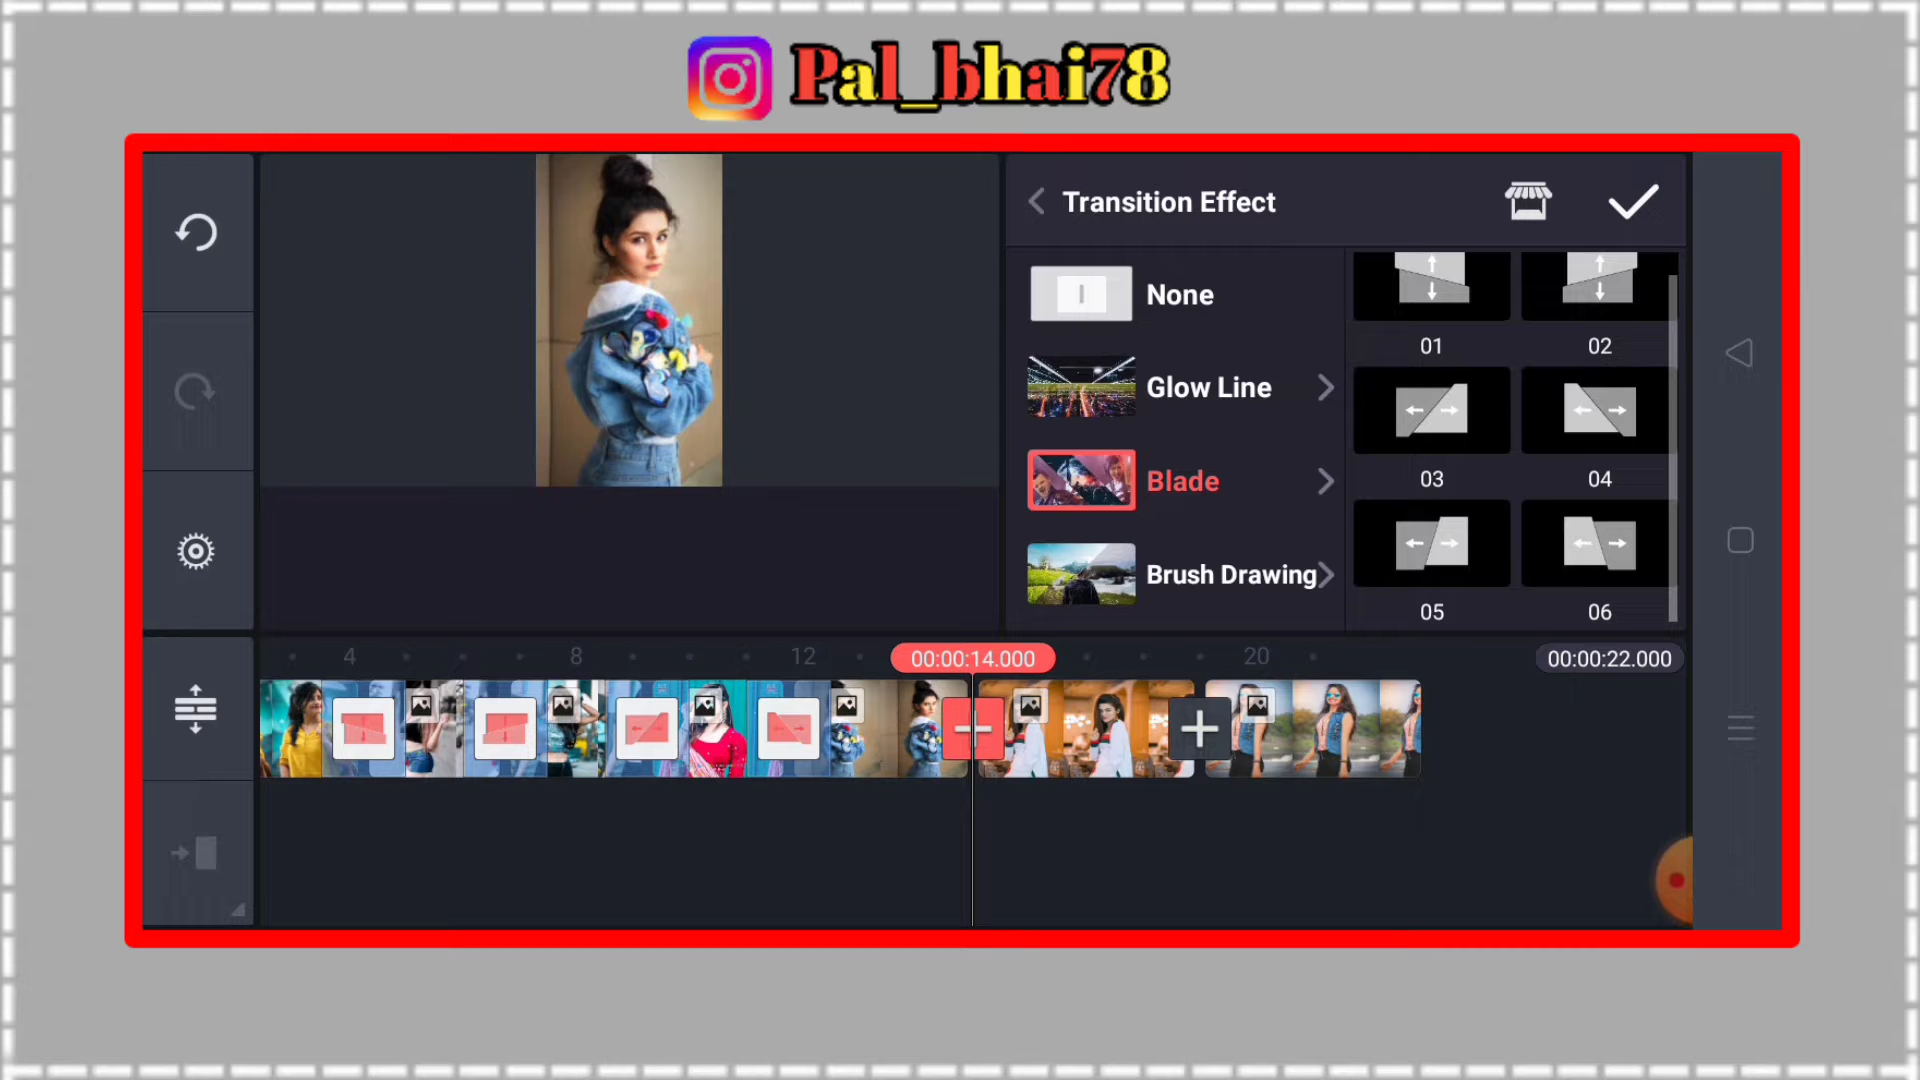 Pal_bhai78
Transition Effect
None
Glow Line
Blade
Brush Drawing
01
02
03
04
05
06
4
8
12
00:00:14.000
20
00:00:22.000